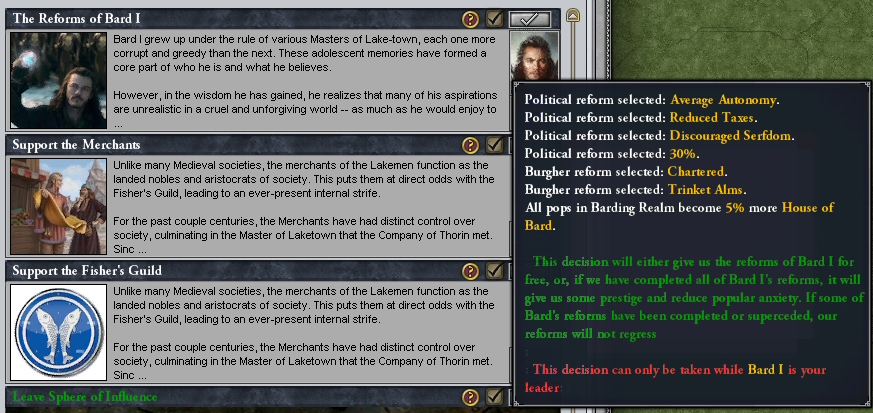 The Reforms of Bard I
Bard I grew up under the rule of various Masters of Lake-town, each one more
corrupt and greedy than the next. These adolescent memories have formed a
core part of who he is and what he believes.
However, in the wisdom he has gained, he realizes that many of his aspirations
are unrealistic in a cruel and unforgiving world -- as much as he would enjoy to
...
Support the Merchants
Unlike many Medieval societies, the merchants of the Lakemen function as the
landed nobles and aristocrats of society. This puts them at direct odds with the
Fisher's Guild, leading to an ever-present internal strife.
For the past couple centuries, the Merchants have had distinct control over
society, culminating in the Master of Laketown that the Company of Thorin met.
Sinc ...
Support the Fisher's Guild
Unlike many Medieval societies, the merchants of the Lakemen function as the
landed nobles and aristocrats of society. This puts them at direct odds with the
Fisher's Guild, leading to an ever-present internal strife.
For the past couple centuries, the Merchants have had distinct control over
society, culminating in the Master of Laketown that the Company of Thorin met.
Sinc ...
Leave Sphere of Influence
Political reform selected: Average Autonomy.
Political reform selected: Reduced Taxes.
Political reform selected: Discouraged Serfdom.
Political reform selected: 30%.
Burgher reform selected: Chartered.
Burgher reform selected: Trinket Alms.
All pops in Barding Realm become 5% more House of
Bard.
This decision will either give us the reforms of Bard I for
free, or, if we have completed all of Bard I's reforms, it will
give us some prestige and reduce popular anxiety. If some of
Bard's reforms have been completed or superceded, our
reforms will not regress
This decision can only be taken while Bard I is your
leader